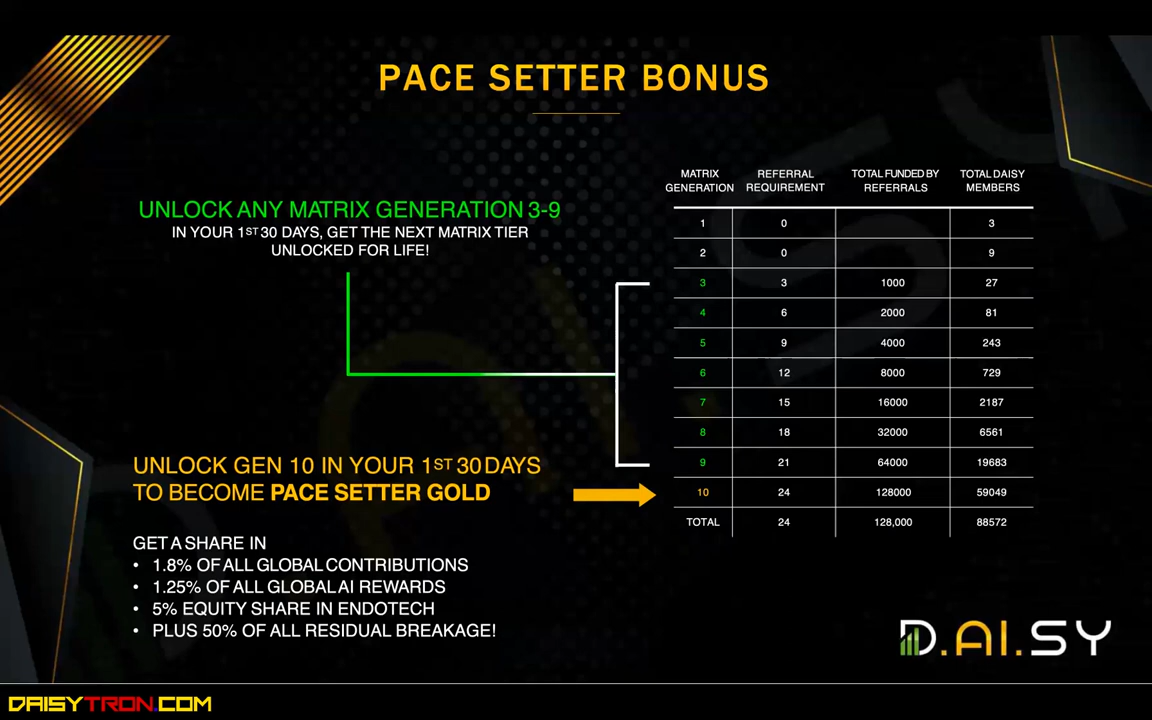 PACE SETTER BONUS
UNLOCK ANY MATRIX GENERATION 3-9
IN YOUR 1ST 30 DAYS, GET THE NEXT MATRIX TIER
UNLOCKED FOR LIFE!
MATRIX GENERATION REFERRAL REQUIREMENT TOTAL FUNDED BY REFERRALS TOTAL DAISY MEMBERS
1 0 3
2 0 9
3 3 1000 27
4 6 2000 81
5 9 4000 243
6 12 8000 729
7 15 16000 2187
8 18 32000 6561
9 21 64000 19683
10 24 128000 59049
TOTAL 24 128,000 88572
UNLOCK GEN 10 IN YOUR 1ST 30 DAYS
TO BECOME PACE SETTER GOLD
GET A SHARE IN
• 1.8% OF ALL GLOBAL CONTRIBUTIONS
• 1.25% OF ALL GLOBAL AI REWARDS
• 5% EQUITY SHARE IN ENDOTECH
• PLUS 50% OF ALL RESIDUAL BREAKAGE!
D.AI.SY
DAISYTRON.COM